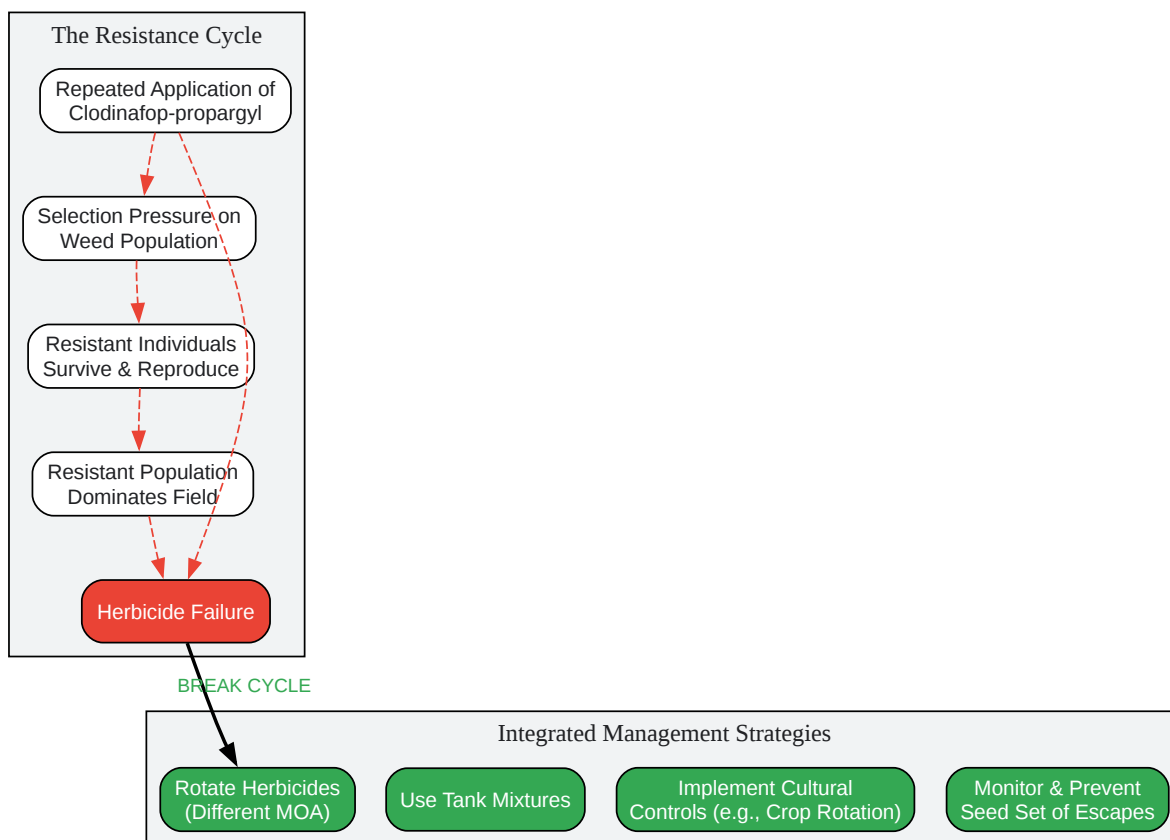 The Resistance Cycle
Repeated Application of
Clodinafop-propargyl
Selection Pressure on
Weed Population
Resistant Individuals
Survive & Reproduce
Resistant Population
Dominates Field
Herbicide Failure
BREAK CYCLE
Integrated Management Strategies
Rotate Herbicides
(Different MOA)
Use Tank Mixtures
Implement Cultural
Controls (e.g., Crop Rotation)
Monitor & Prevent
Seed Set of Escapes